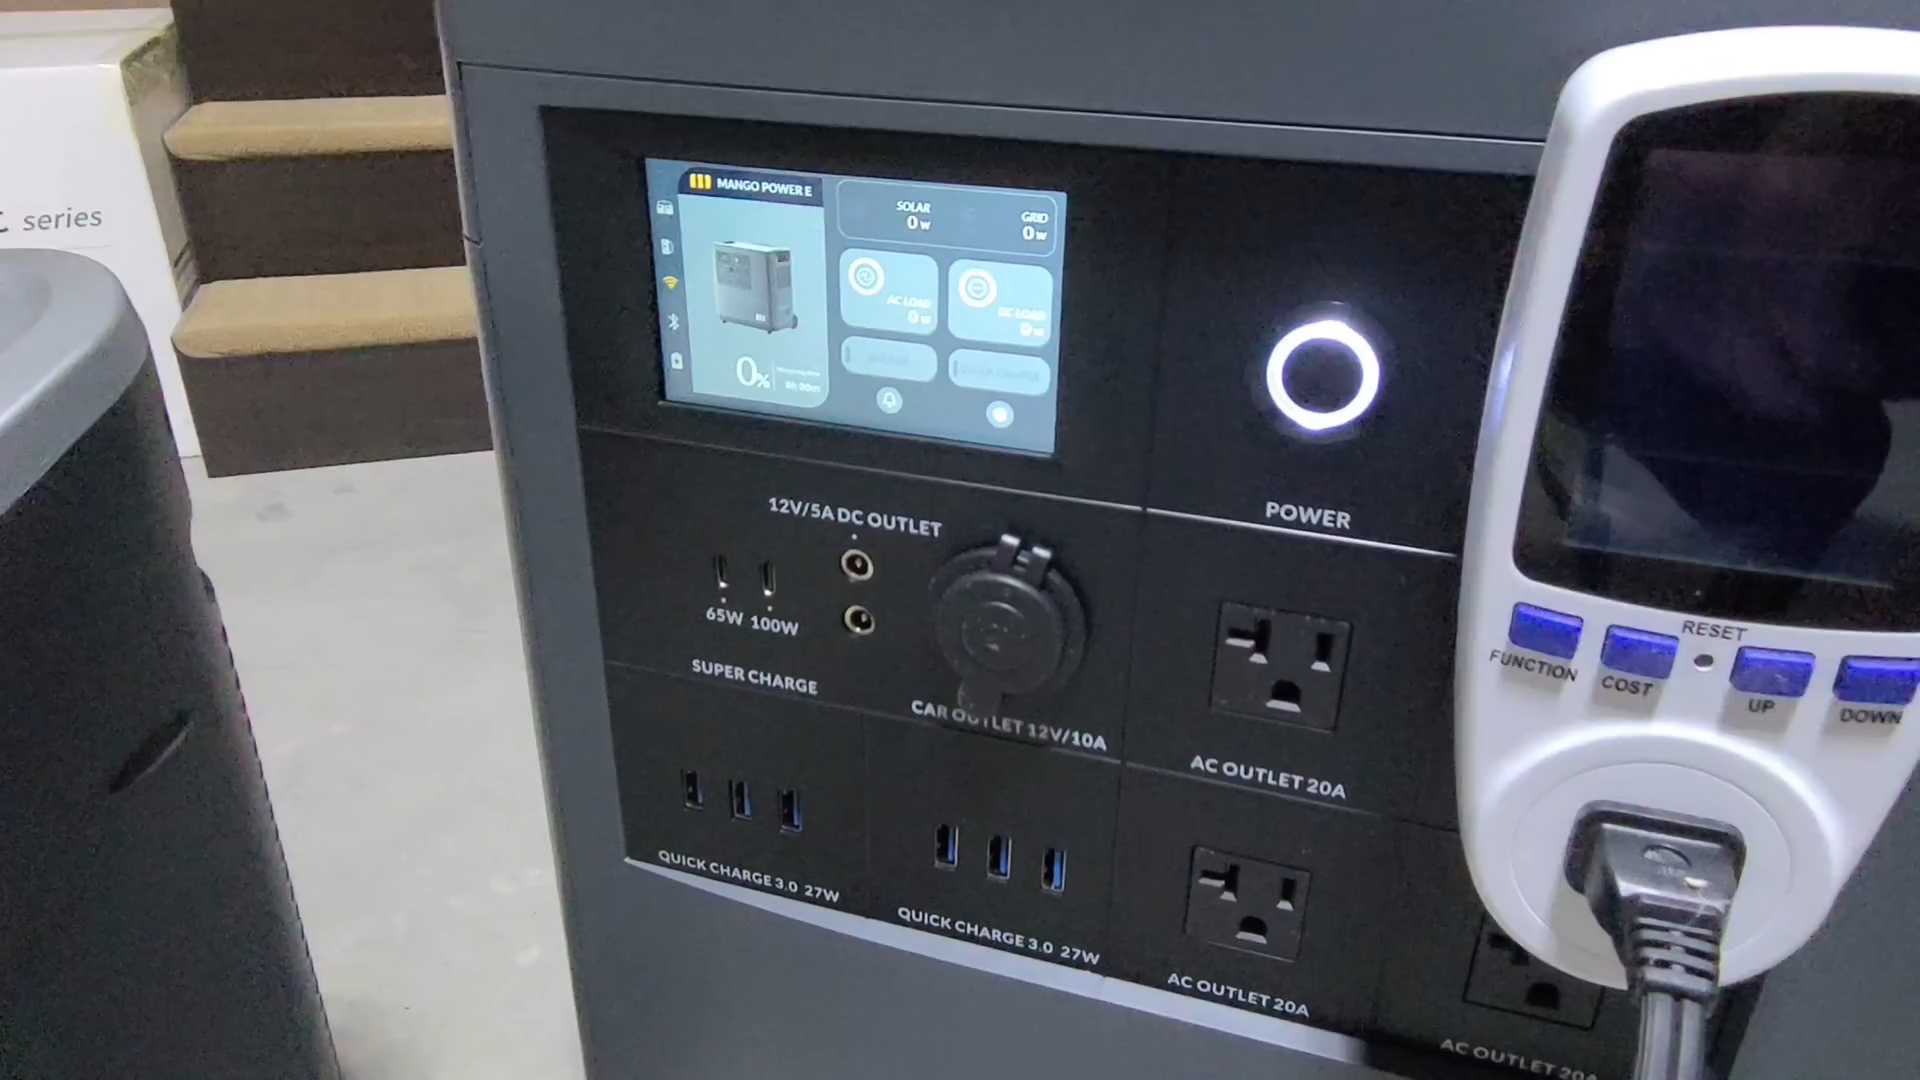 series
MANGO POWER E
SOLAR
0 w
GRID
0 w
AC LOAD
0 w
DC LOAD
0 w
0%
POWER
12V/5A DC OUTLET
65W 100W
SUPER CHARGE
CAR OUTLET 12V/10A
AC OUTLET 20A
QUICK CHARGE 3.0 27W
QUICK CHARGE 3.0 27W
AC OUTLET 20A
AC OUTLET 20A
RESET
FUNCTION
COST
UP
DOWN